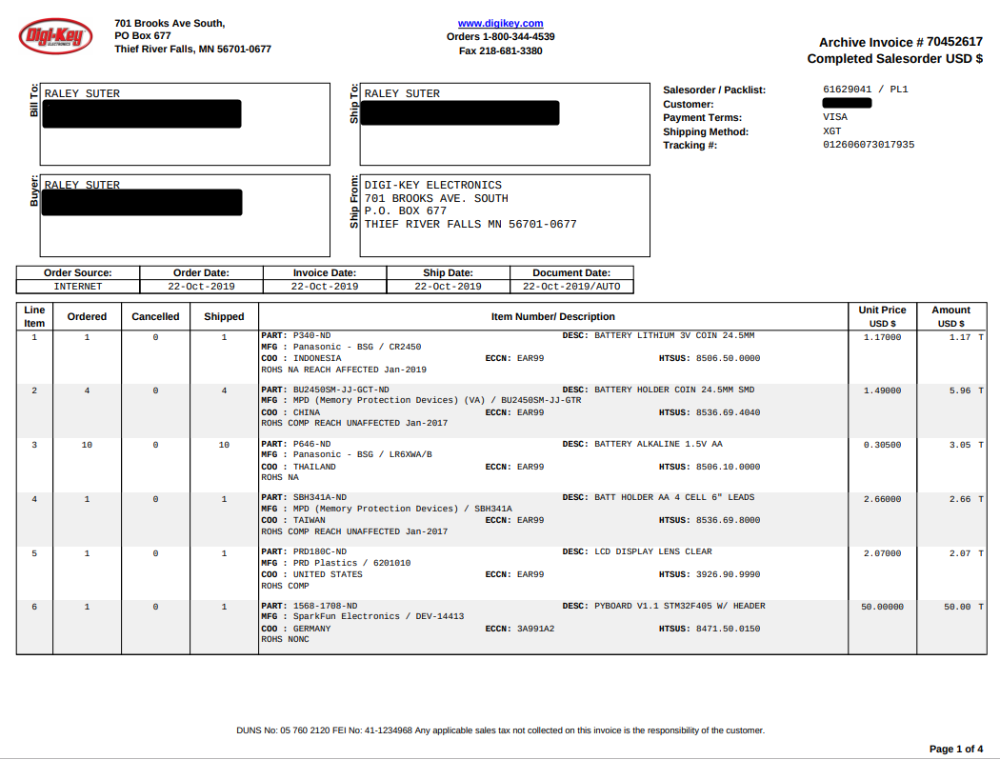 Digi-Key
ELECTRONICS
701 Brooks Ave South,
PO Box 677
Thief River Falls, MN 56701-0677
www.digikey.com
Orders 1-800-344-4539
Fax 218-681-3380
Archive Invoice # 70452617
Completed Salesorder USD $
Bill To:
RALEY SUTER
Ship To:
RALEY SUTER
Salesorder / Packlist: 61629041 / PL1
Customer:
Payment Terms: VISA
Shipping Method: XGT
Tracking #: 012606073017935
Buyer:
RALEY SUTER
Ship From:
DIGI-KEY ELECTRONICS
701 BROOKS AVE. SOUTH
P.O. BOX 677
THIEF RIVER FALLS MN 56701-0677
Order Source: Order Date: Invoice Date: Ship Date: Document Date:
INTERNET 22-Oct-2019 22-Oct-2019 22-Oct-2019 22-Oct-2019/AUTO
Line Item Ordered Cancelled Shipped Item Number/ Description Unit Price USD $ Amount USD $
1 1 0 1 PART: P340-ND DESC: BATTERY LITHIUM 3V COIN 24.5MM 1.17000 1.17 T
MFG : Panasonic - BSG / CR2450
COO : INDONESIA ECCN: EAR99 HTSUS: 8506.50.0000
ROHS NA REACH AFFECTED Jan-2019
2 4 0 4 PART: BU2450SM-JJ-GCT-ND DESC: BATTERY HOLDER COIN 24.5MM SMD 1.49000 5.96 T
MFG : MPD (Memory Protection Devices) (VA) / BU2450SM-JJ-GTR
COO : CHINA ECCN: EAR99 HTSUS: 8536.69.4040
ROHS COMP REACH UNAFFECTED Jan-2017
3 10 0 10 PART: P646-ND DESC: BATTERY ALKALINE 1.5V AA 0.30500 3.05 T
MFG : Panasonic - BSG / LR6XWA/B
COO : THAILAND ECCN: EAR99 HTSUS: 8506.10.0000
ROHS NA
4 1 0 1 PART: SBH341A-ND DESC: BATT HOLDER AA 4 CELL 6" LEADS 2.66000 2.66 T
MFG : MPD (Memory Protection Devices) / SBH341A
COO : TAIWAN ECCN: EAR99 HTSUS: 8536.69.8000
ROHS COMP REACH UNAFFECTED Jan-2017
5 1 0 1 PART: PRD180C-ND DESC: LCD DISPLAY LENS CLEAR 2.07000 2.07 T
MFG : PRD Plastics / 6201010
COO : UNITED STATES ECCN: EAR99 HTSUS: 3926.90.9990
ROHS COMP
6 1 0 1 PART: 1568-1708-ND DESC: PYBOARD V1.1 STM32F405 W/ HEADER 50.00000 50.00 T
MFG : SparkFun Electronics / DEV-14413
COO : GERMANY ECCN: 3A991A2 HTSUS: 8471.50.0150
ROHS NONC
DUNS No: 05 760 2120 FEI No: 41-1234968 Any applicable sales tax not collected on this invoice is the responsibility of the customer.
Page 1 of 4